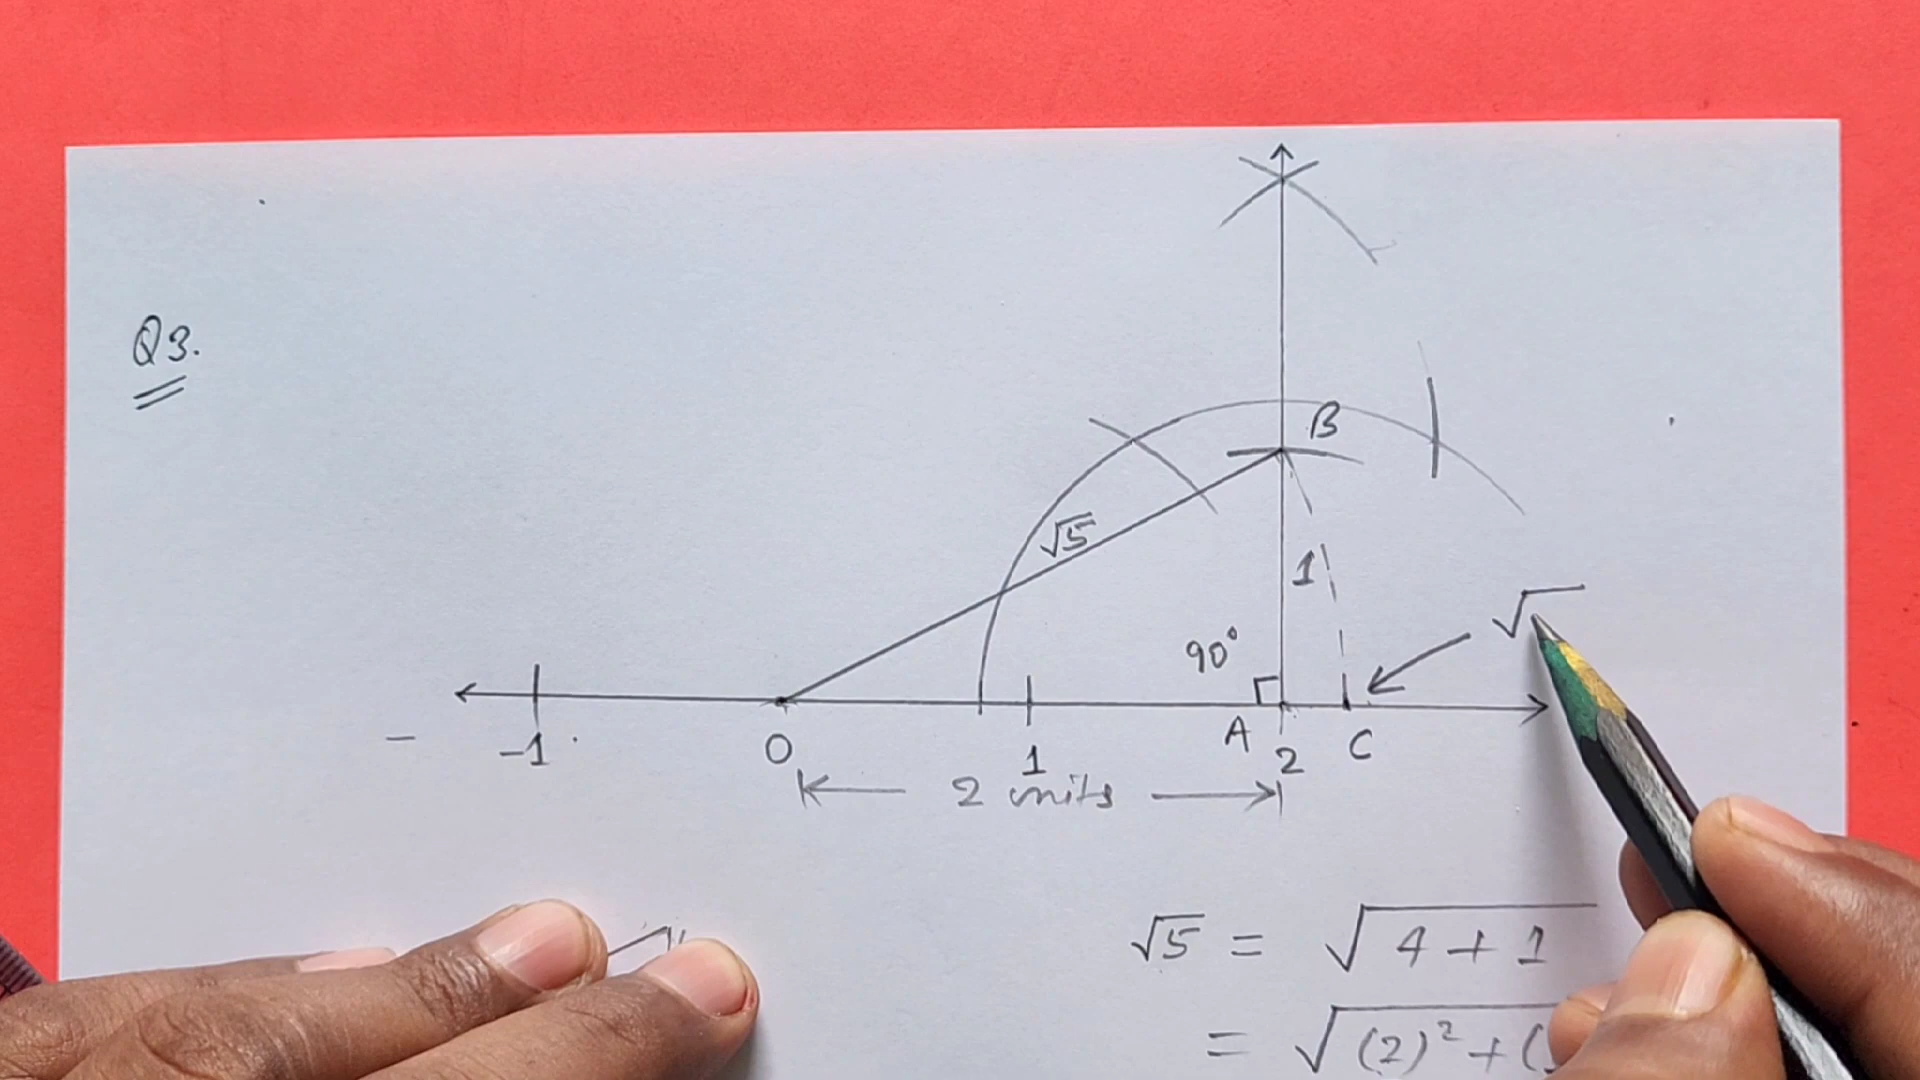 Q3.
B
√5
1
√
90°
-1 0 1 A 2 C
2 units
√5 = √4 + 1
= √(2)² + (